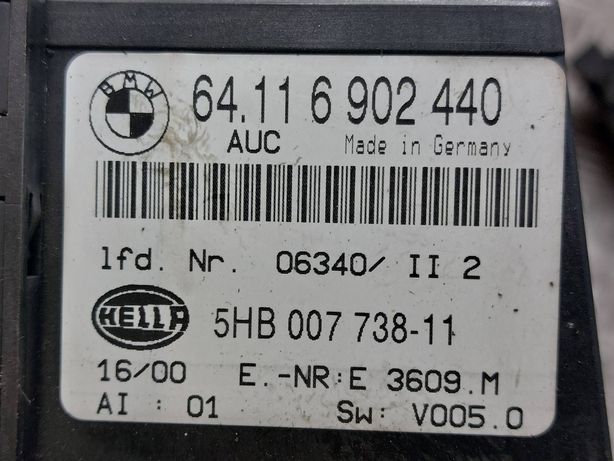 BMW
64.11 6 902 440
AUC Made in Germany
lfd. Nr. 06340/ II 2
HELLA 5HB 007 738-11
16/00 E.-NR:E 3609.M
AI : 01 Sw: V005.0